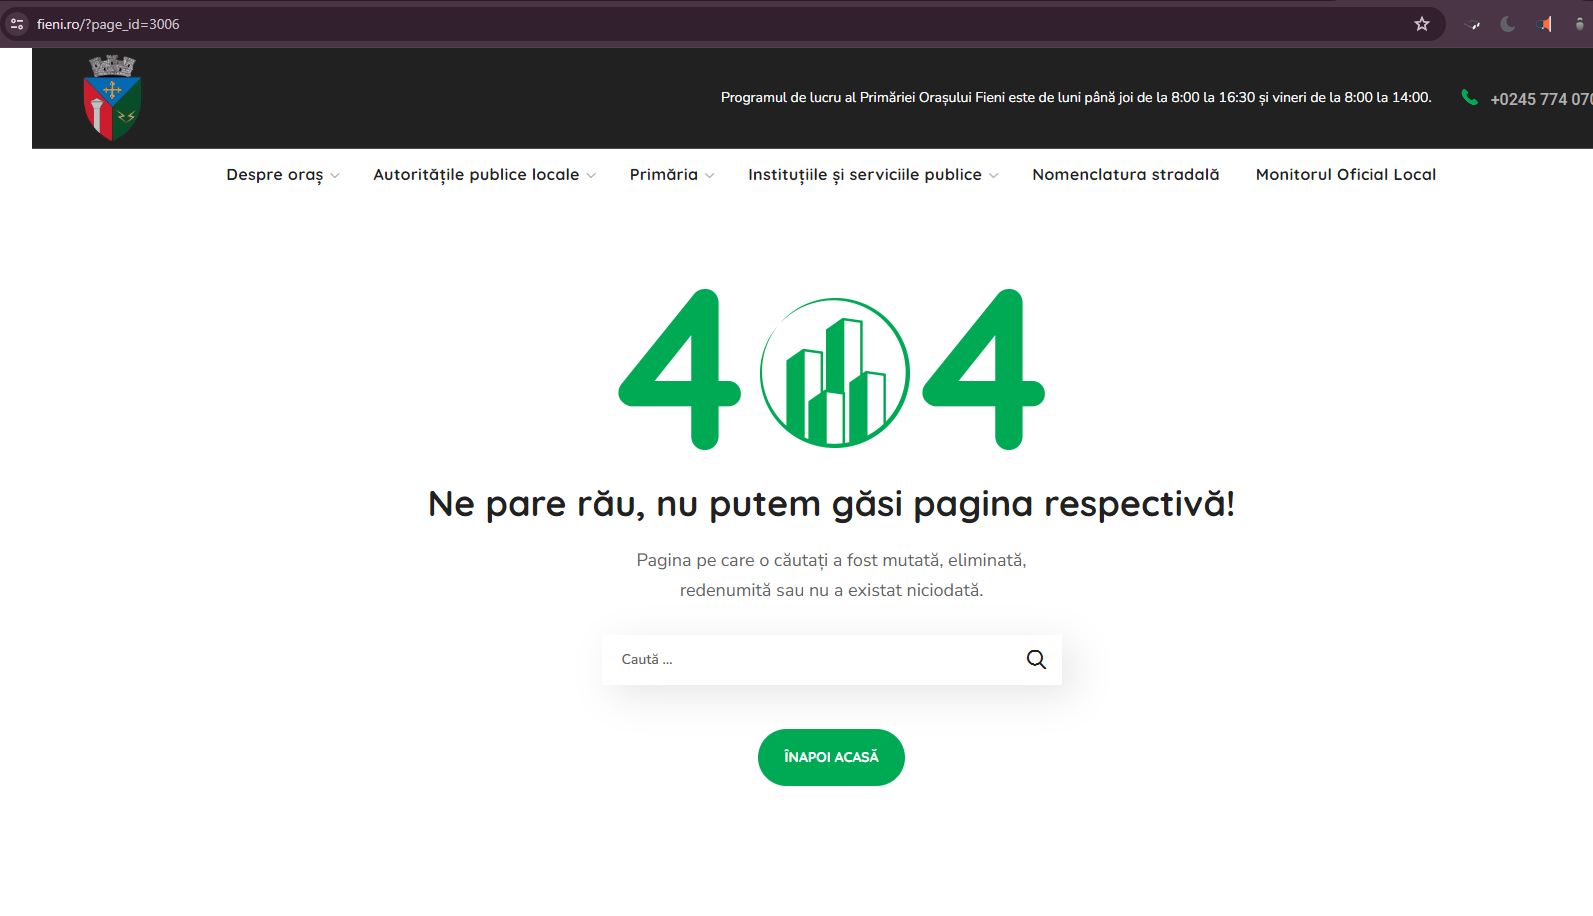 fieni.ro/?page_id=3006
Programul de lucru al Primăriei Orașului Fieni este de luni până joi de la 8:00 la 16:30 și vineri de la 8:00 la 14:00.
+0245 774 070
Despre oraș
Autoritățile publice locale
Primăria
Instituțiile și serviciile publice
Nomenclatura stradală
Monitorul Oficial Local
404
Ne pare rău, nu putem găsi pagina respectivă!
Pagina pe care o căutați a fost mutată, eliminată,
redenumită sau nu a existat niciodată.
Caută ...
ÎNAPOI ACASĂ